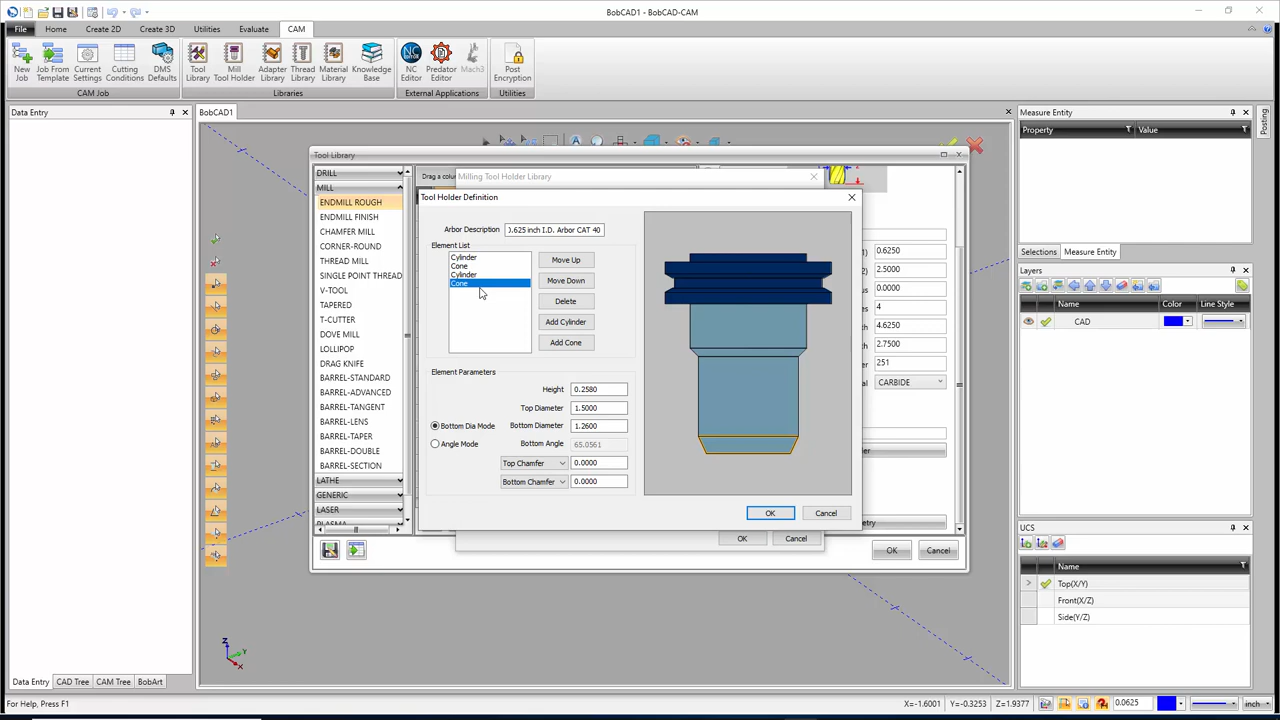 BobCAD1 - BobCAD-CAM
File Home Create 2D Create 3D Utilities Evaluate CAM
New Job
Job From Template
Current Settings
Cutting Conditions
DMS Defaults
Tool Library
Mill Tool Holder
Adapter Library
Thread Library
Material Library
Knowledge Base
NC Editor
Predator Editor
Mach3
Post Encryption
CAM Job
Libraries
External Applications
Utilities
Data Entry
BobCAD1
Measure Entity
Property Value
Posting
Selections Measure Entity
Layers
Name Color Line Style
CAD
UCS
Name
Top(X/Y)
Front(X/Z)
Side(Y/Z)
Tool Library
DRILL
MILL
ENDMILL ROUGH
ENDMILL FINISH
CHAMFER MILL
CORNER-ROUND
THREAD MILL
SINGLE POINT THREAD
V-TOOL
TAPERED
T-CUTTER
DOVE MILL
LOLLIPOP
DRAG KNIFE
BARREL-STANDARD
BARREL-ADVANCED
BARREL-TANGENT
BARREL-LENS
BARREL-TAPER
BARREL-DOUBLE
BARREL-SECTION
LATHE
GENERIC
LASER
Drag a colu
Milling Tool Holder Library
Tool Holder Definition
Arbor Description 0.625 inch I.D. Arbor CAT 40
Element List
Cylinder
Cone
Cylinder
Cone
Move Up
Move Down
Delete
Add Cylinder
Add Cone
Element Parameters
Height 0.2580
Top Diameter 1.5000
Bottom Dia Mode Bottom Diameter 1.2600
Angle Mode Bottom Angle 65.0561
Top Chamfer 0.0000
Bottom Chamfer 0.0000
OK Cancel
OK Cancel
0.6250
2.5000
0.0000
4
4.6250
2.7500
251
CARBIDE
OK Cancel
Z
Y
X
Data Entry CAD Tree CAM Tree BobArt
For Help, Press F1
X=-1.6001 Y=-0.3253 Z=1.9377 0.0625 inch